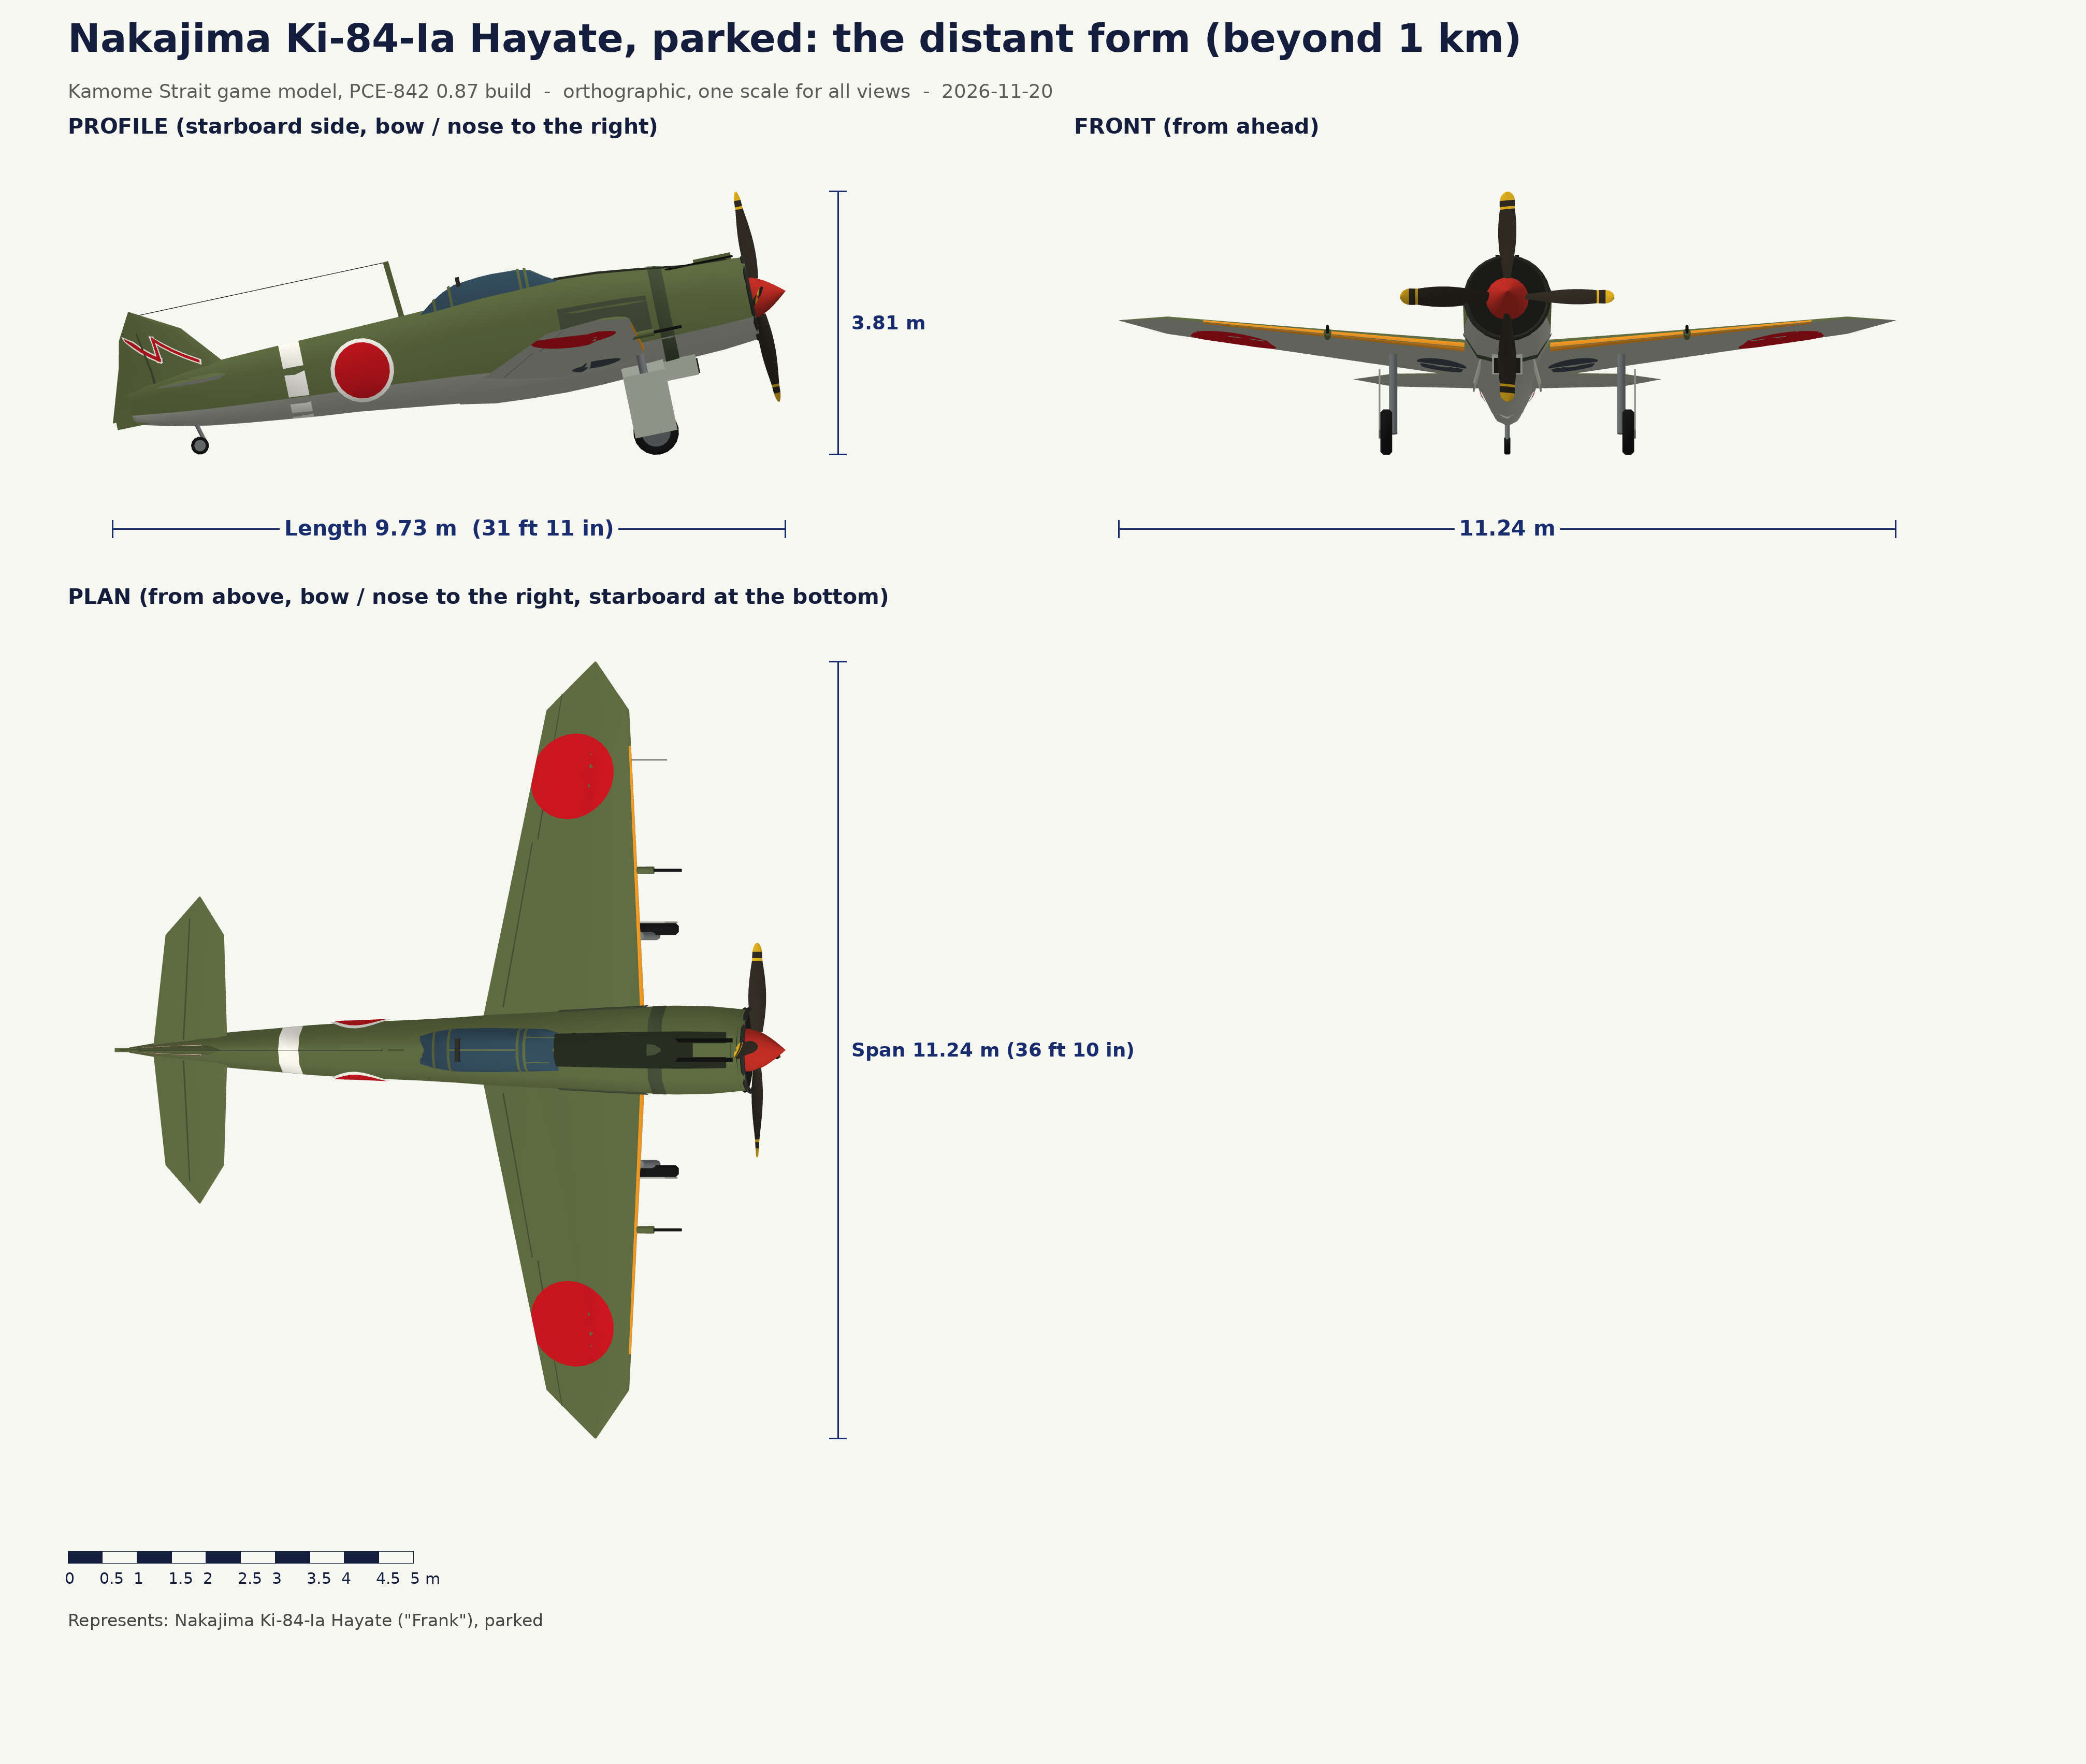 Nakajima Ki-84-Ia Hayate, parked: the distant form (beyond 1 km)
Kamome Strait game model, PCE-842 0.87 build  -  orthographic, one scale for all views  -  2026-11-20
PROFILE (starboard side, bow / nose to the right)
FRONT (from ahead)
3.81 m
Length 9.73 m  (31 ft 11 in)
11.24 m
PLAN (from above, bow / nose to the right, starboard at the bottom)
Span 11.24 m (36 ft 10 in)
0 0.5 1 1.5 2 2.5 3 3.5 4 4.5 5 m
Represents: Nakajima Ki-84-Ia Hayate ("Frank"), parked